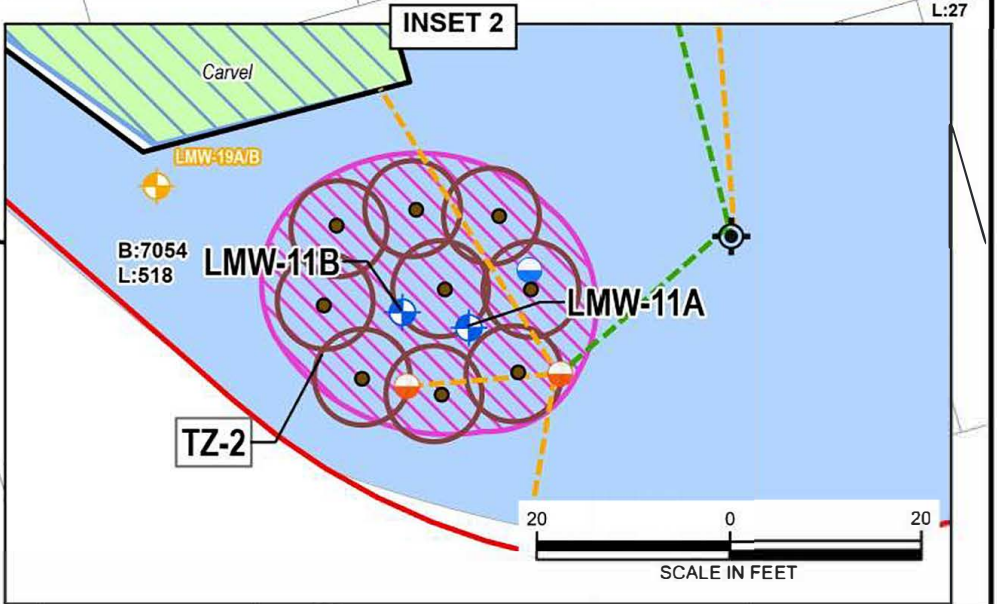 INSET 2
L:27
Carvel
LMW-19A/B
B:7054
L:518
LMW-11B
LMW-11A
TZ-2
20 0 20
SCALE IN FEET